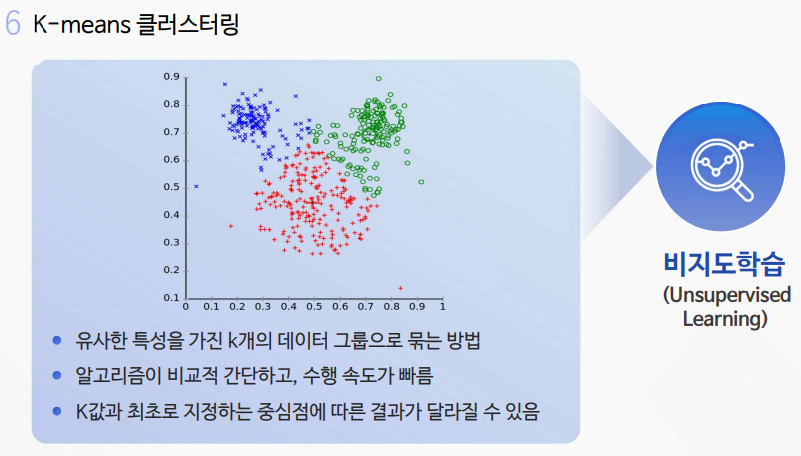 6 K-means 클러스터링
0.9
0.8
0.7
0.6
0.5
0.4
0.3
0.2
0.1
0 0.1 0.2 0.3 0.4 0.5 0.6 0.7 0.8 0.9 1
비지도학습
(Unsupervised
Learning)
유사한 특성을 가진 k개의 데이터 그룹으로 묶는 방법
알고리즘이 비교적 간단하고, 수행 속도가 빠름
K값과 최초로 지정하는 중심점에 따른 결과가 달라질 수 있음